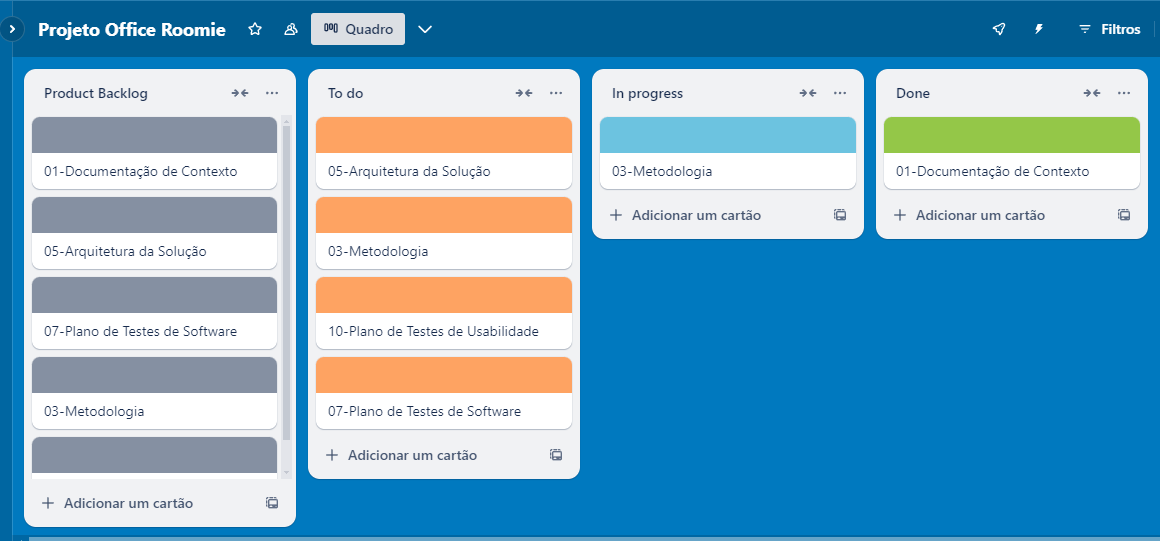 Projeto Office Roomie
Quadro
Filtros
Product Backlog
01-Documentação de Contexto
05-Arquitetura da Solução
07-Plano de Testes de Software
03-Metodologia
Adicionar um cartão
To do
05-Arquitetura da Solução
03-Metodologia
10-Plano de Testes de Usabilidade
07-Plano de Testes de Software
Adicionar um cartão
In progress
03-Metodologia
Adicionar um cartão
Done
01-Documentação de Contexto
Adicionar um cartão